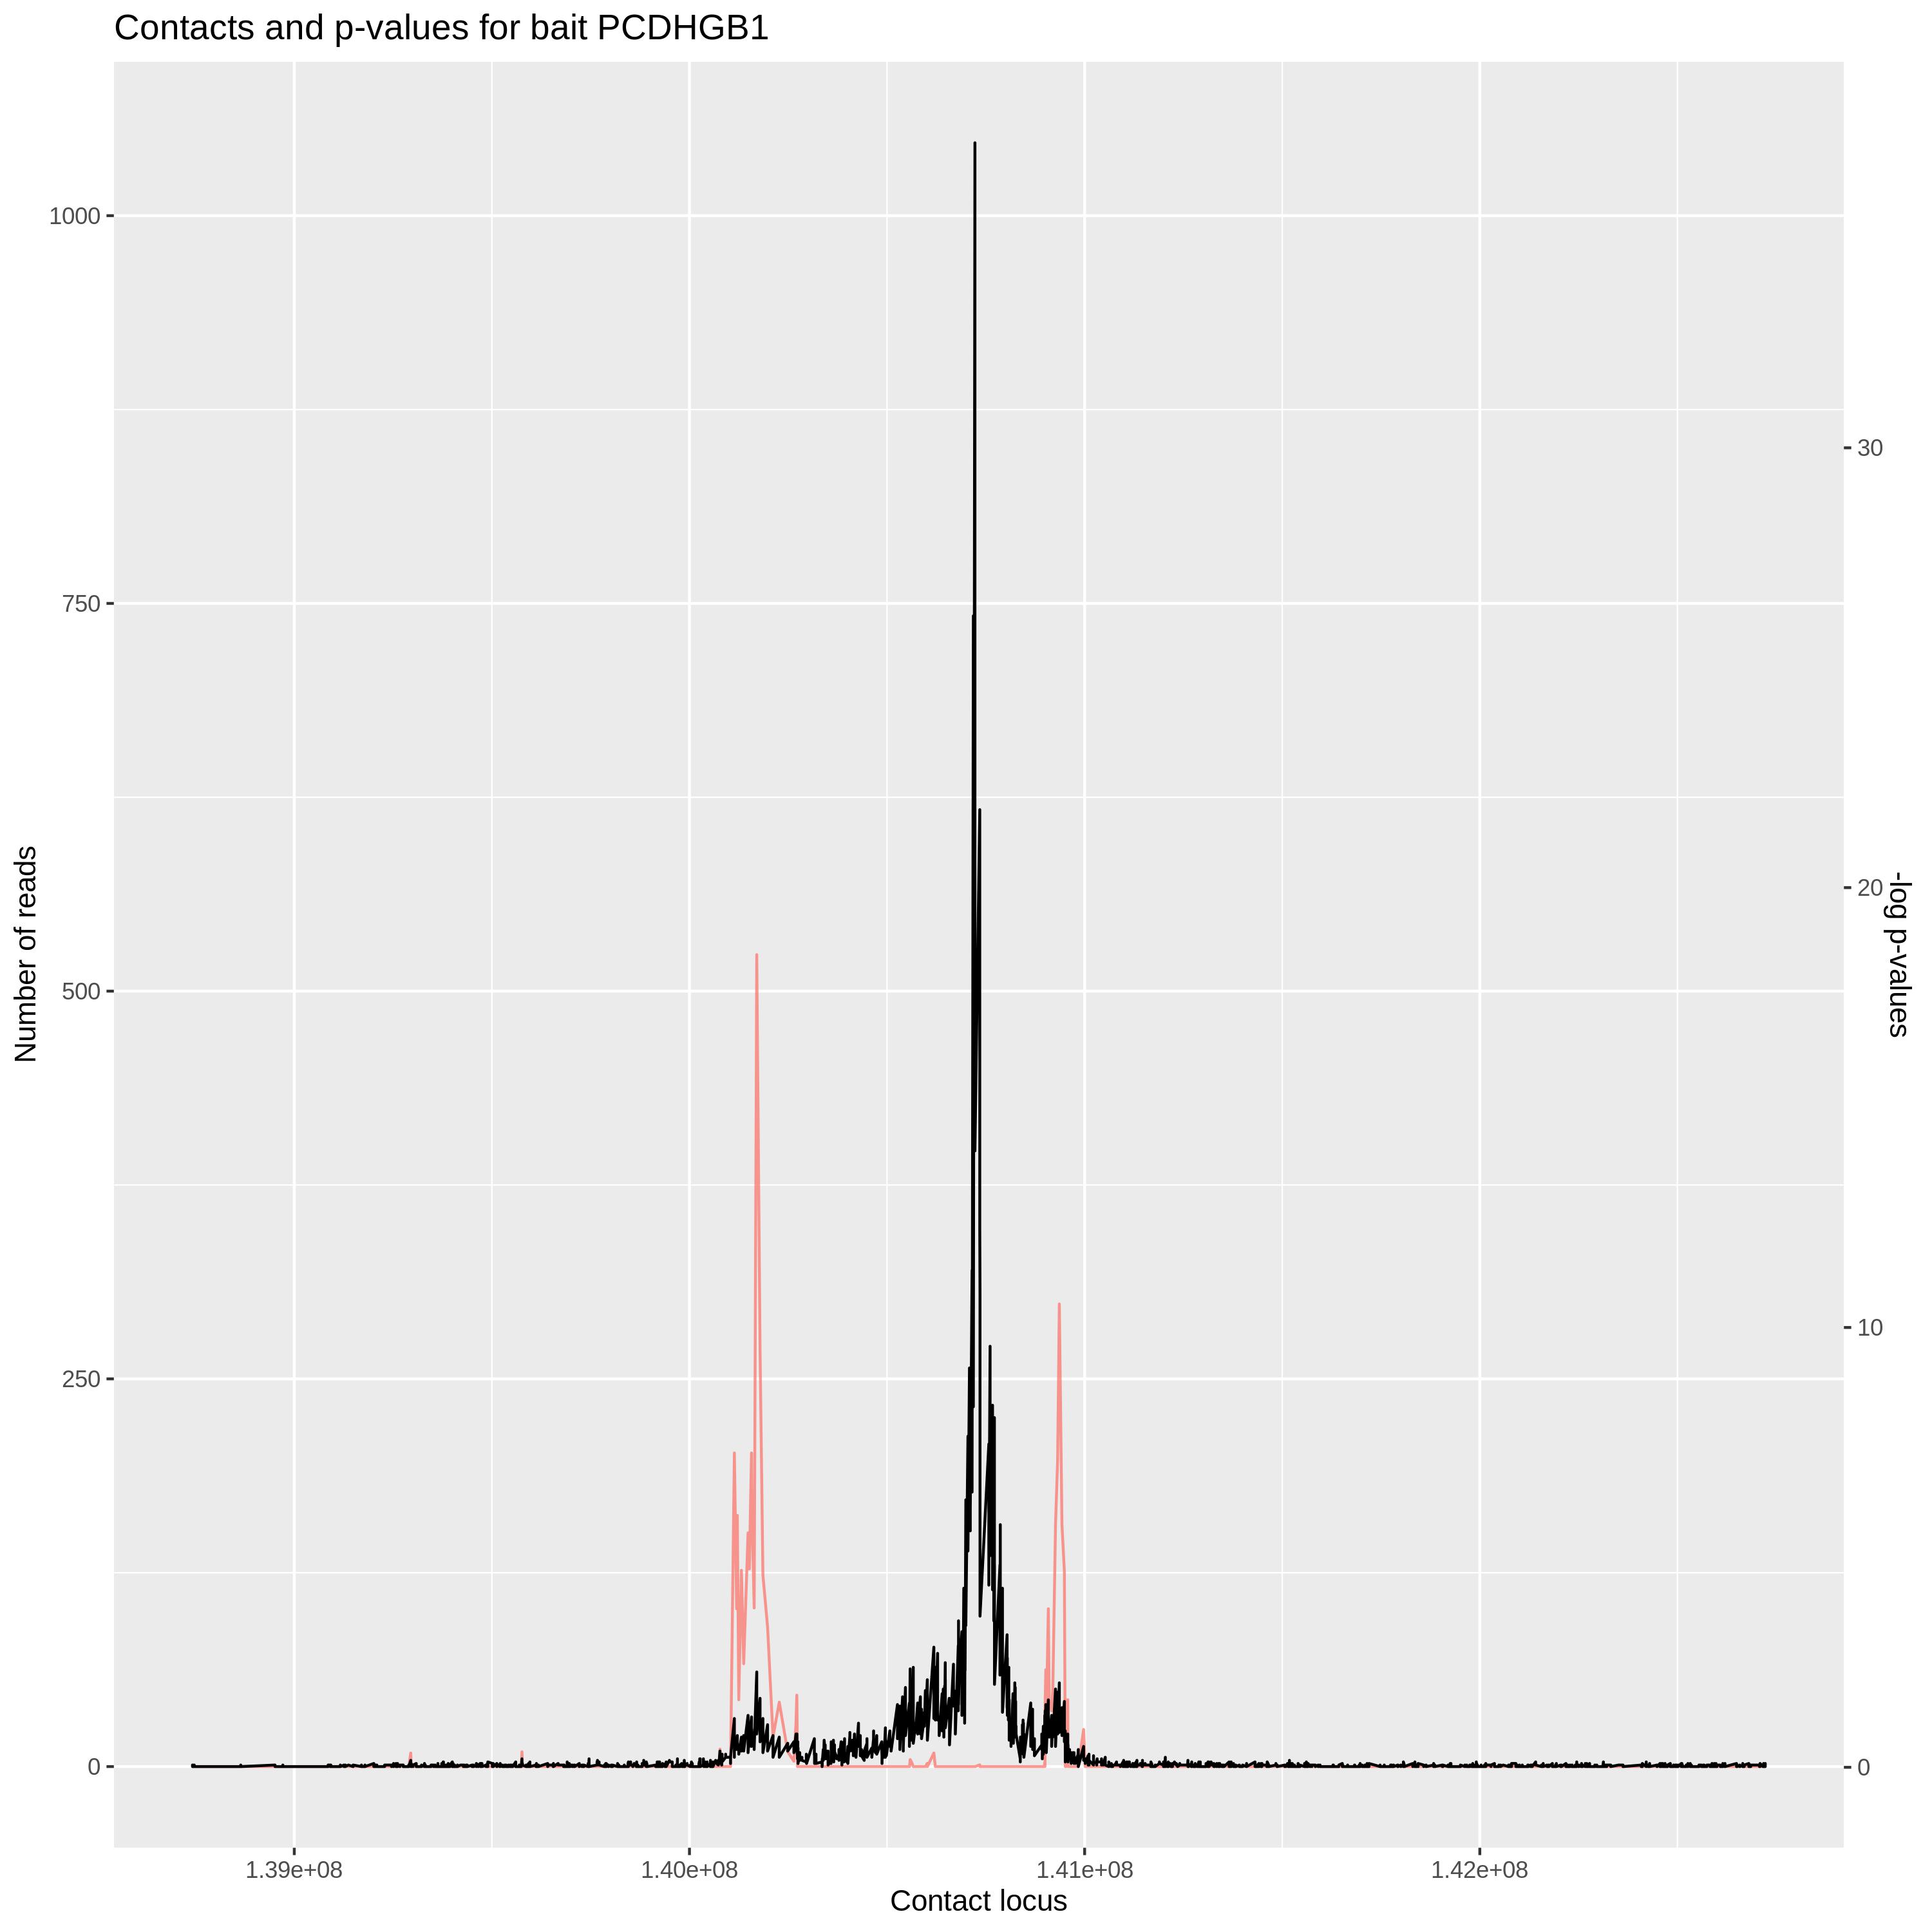 Contacts and p-values for bait PCDHGB1
1000
750
500
250
0
Number of reads
30
20
10
0
-log p-values
1.39e+08
1.40e+08
1.41e+08
1.42e+08
Contact locus